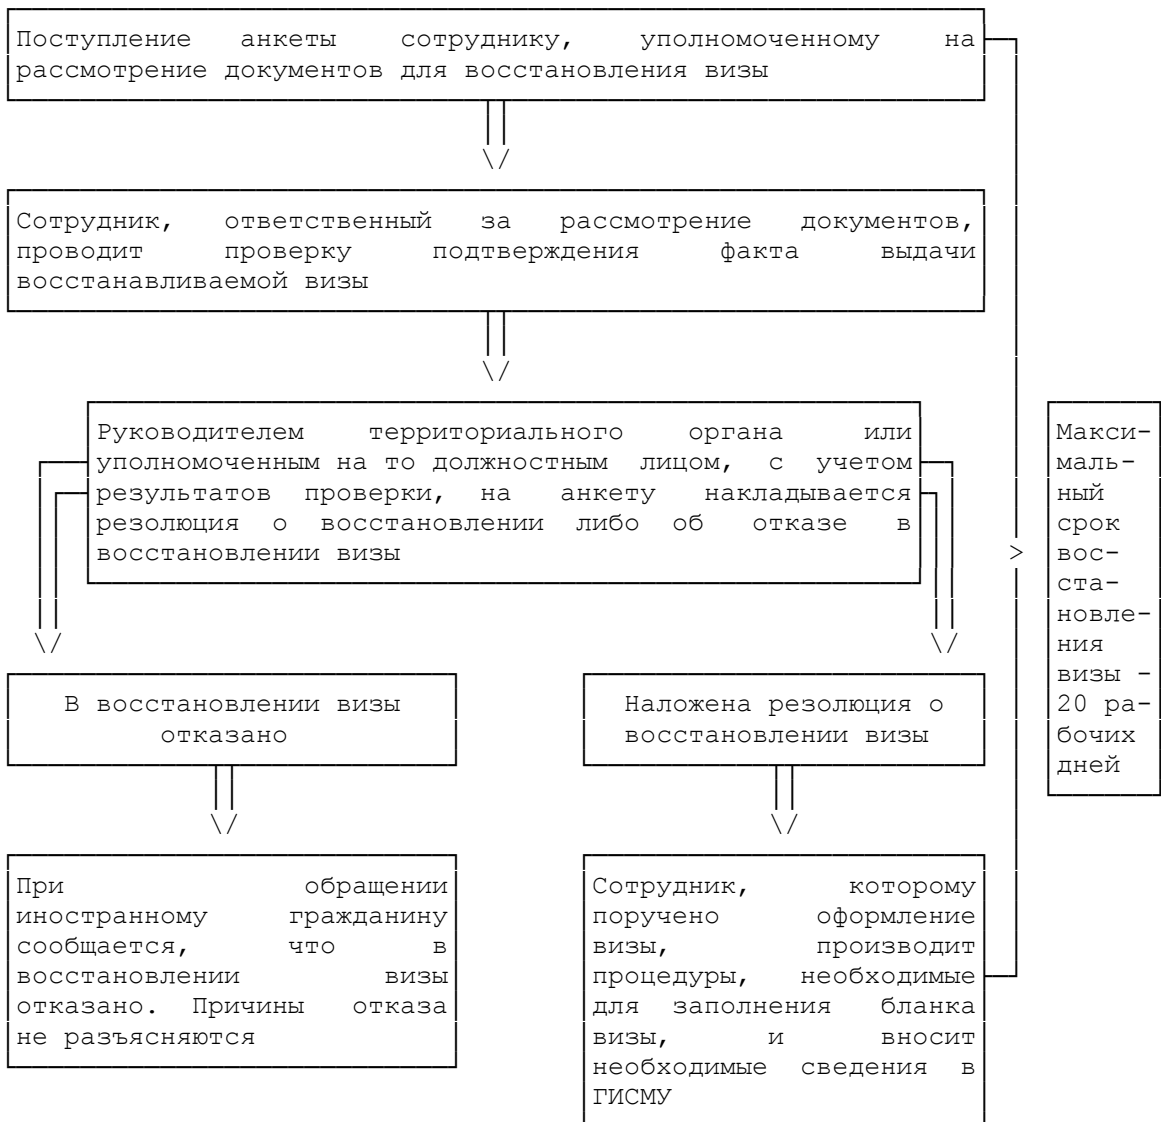 Поступление анкеты сотруднику, уполномоченному на
рассмотрение документов для восстановления визы
Сотрудник, ответственный за рассмотрение документов,
проводит проверку подтверждения факта выдачи
восстанавливаемой визы
Руководителем территориального органа или
уполномоченным на то должностным лицом, с учетом
результатов проверки, на анкету накладывается
резолюция о восстановлении либо об отказе в
восстановлении визы
Макси-
маль-
ный
срок
вос-
ста-
новле-
ния
визы -
20 ра-
бочих
дней
В восстановлении визы
отказано
Наложена резолюция о
восстановлении визы
При обращении
иностранному гражданину
сообщается, что в
восстановлении визы
отказано. Причины отказа
не разъясняются
Сотрудник, которому
поручено оформление
визы, производит
процедуры, необходимые
для заполнения бланка
визы, и вносит
необходимые сведения в
ГИСМУ